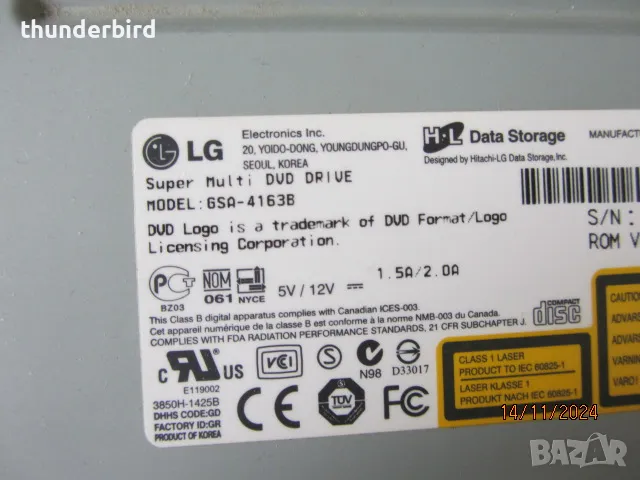 thunderbird
LG
Electronics Inc.
20, YOIDO-DONG, YOUNGDUNGPO-GU,
SEOUL, KOREA
H·L Data Storage
Designed by Hitachi-LG Data Storage, Inc.
MANUFACTU
Super Multi DVD DRIVE
MODEL:GSA-4163B
DVD Logo is a trademark of DVD Format/Logo
Licensing Corporation.
S/N :
ROM V
PCT
BZ03
NOM
061
NYCE
5V / 12V
1.5A/2.0A
This Class B digital apparatus complies with Canadian ICES-003.
Cet appareil numérique de la classe B est conforme à la norme NMB-003 du Canada.
COMPLIES WITH FDA RADIATION PERFORMANCE STANDARDS, 21 CFR SUBCHAPTER J.
COMPACT
disc
CAUTIO
ADVARS
ADVARS
VARNIN
VARO!
C UR US
E119002
VCI
S
N98
D33017
CLASS 1 LASER
PRODUCT TO IEC 60825-1
LASER KLASSE 1
PRODUKT NACH IEC 60825-1
3850H-1425B
DHHS CODE:GD
FACTORY ID:GR
PRODUCT OF KOREA
CE
TÜV
FC
14/11/2024
BAZAR